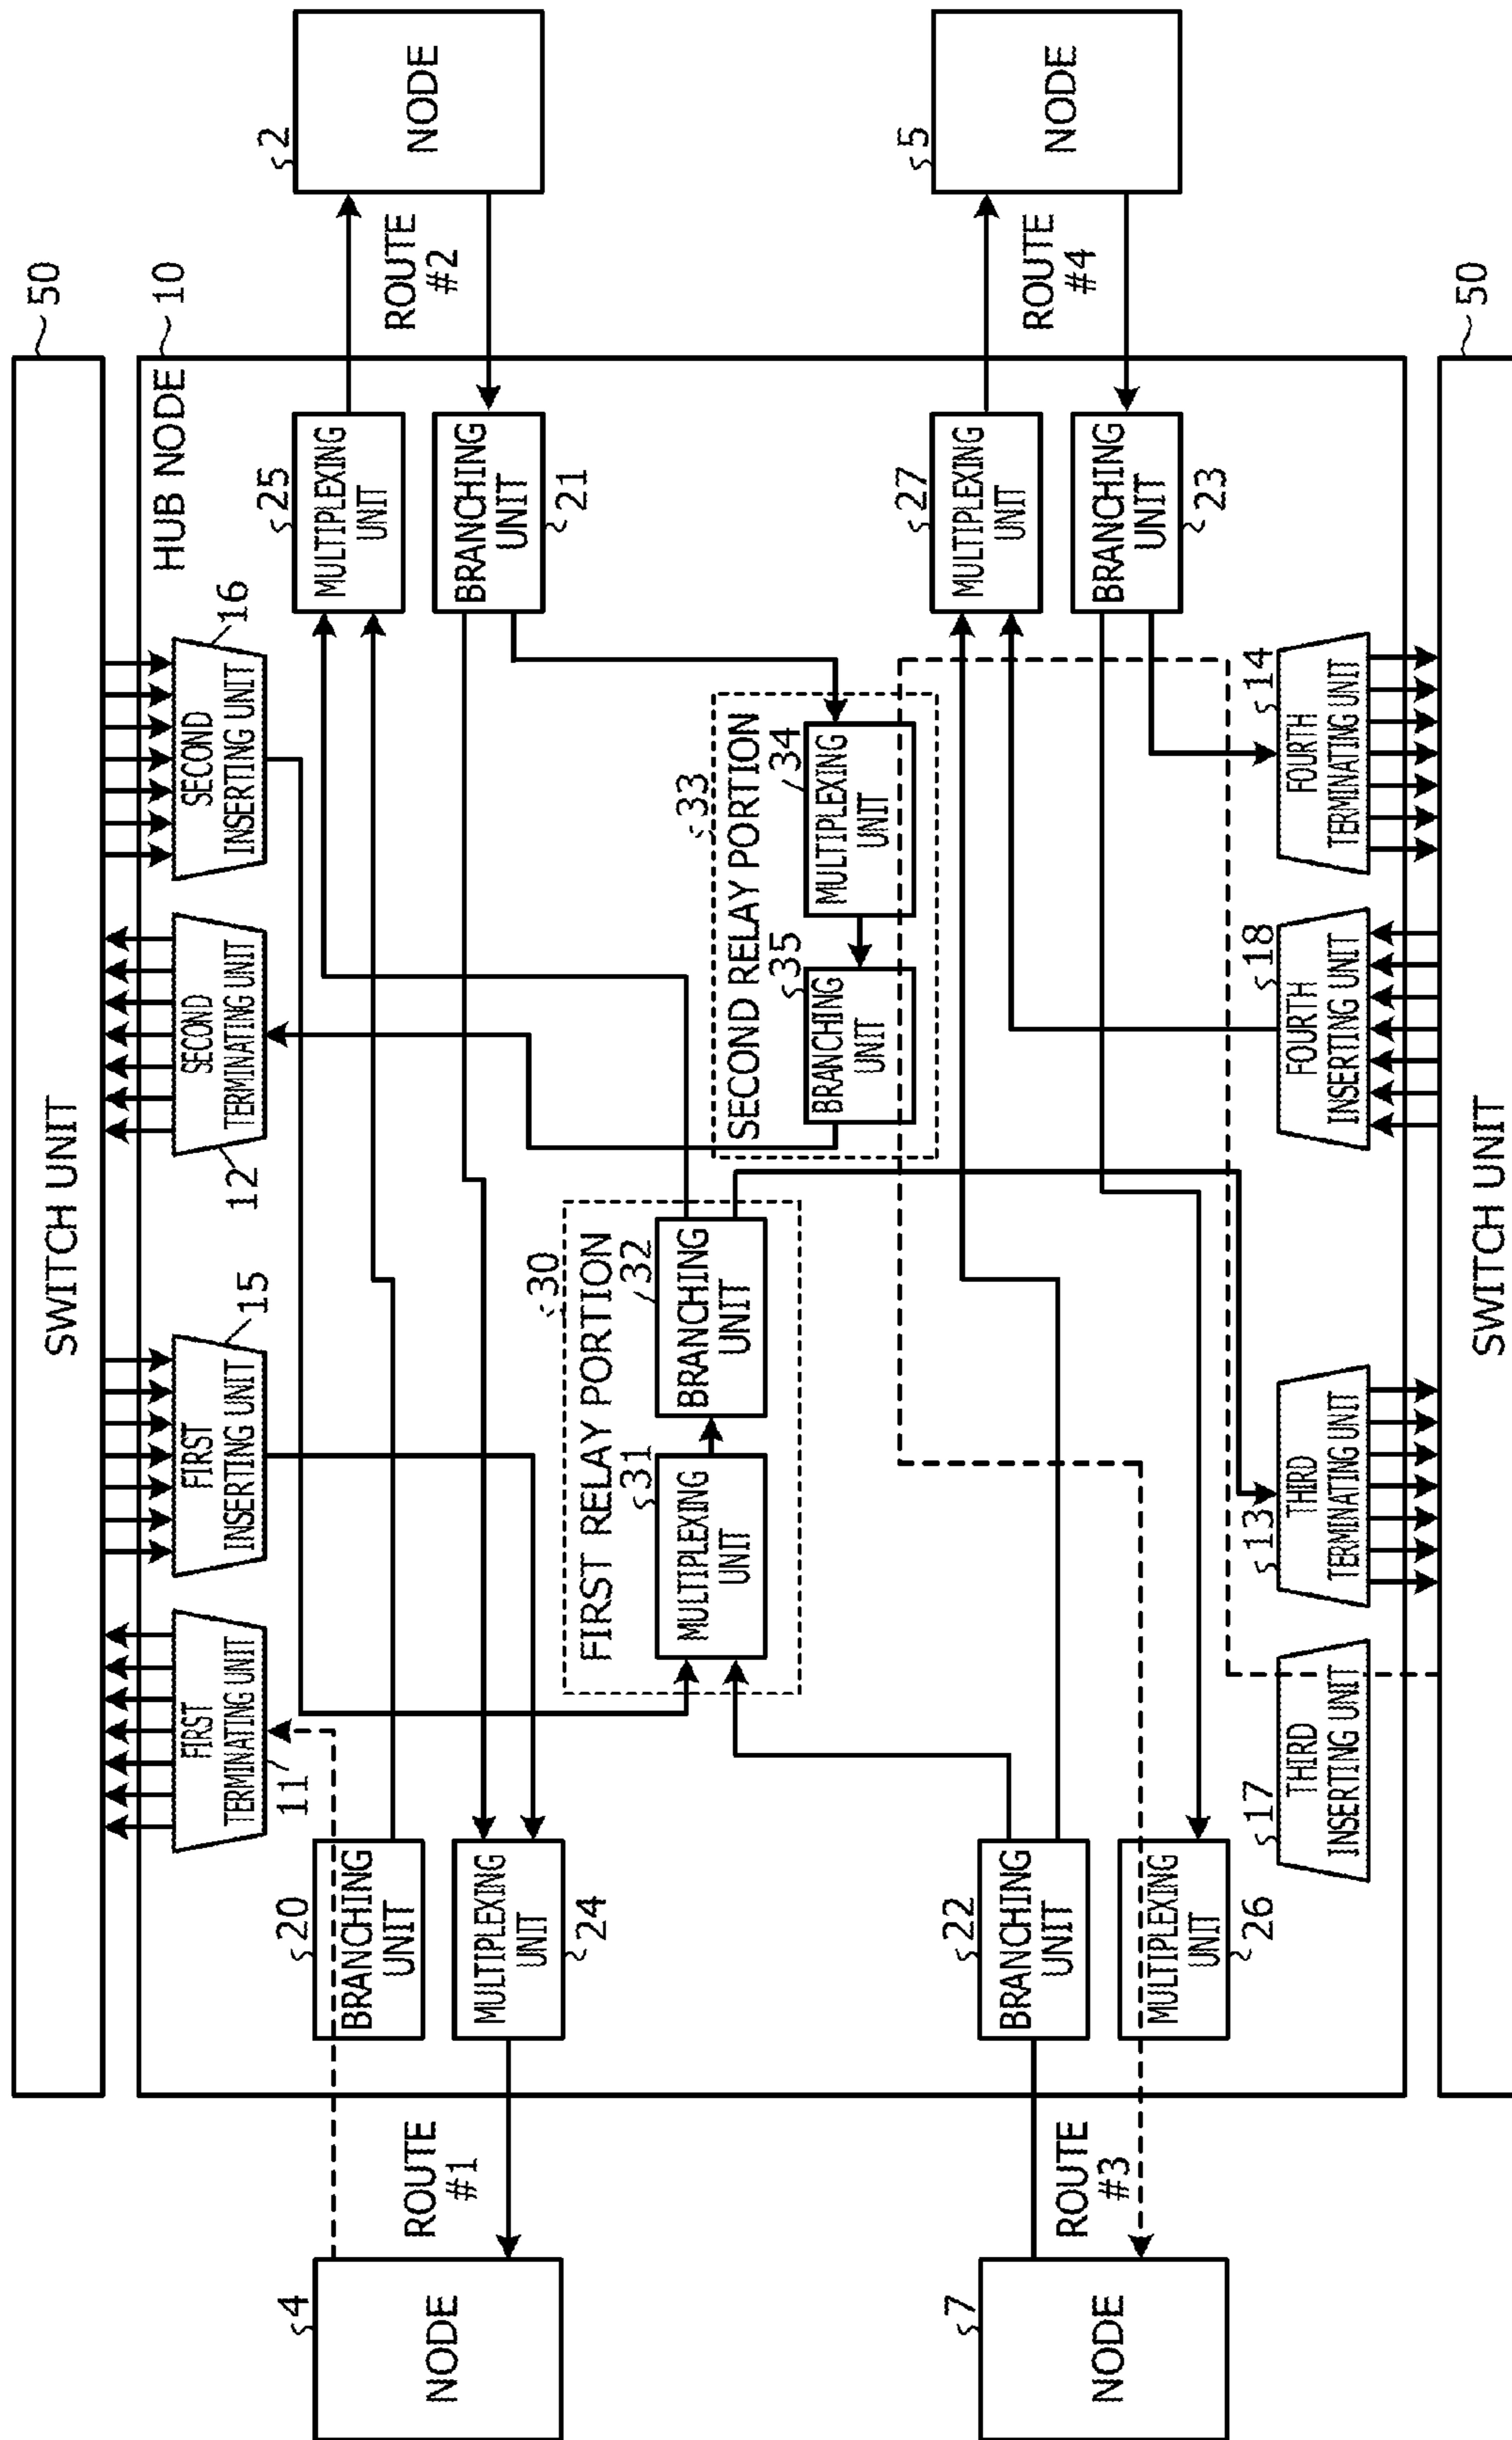 SWITCH UNIT
50
HUB NODE
10
FIRST
TERMINATING UNIT
11
FIRST
INSERTING UNIT
15
SECOND
TERMINATING UNIT
12
SECOND
INSERTING UNIT
16
4
NODE
ROUTE
#1
20
BRANCHING
UNIT
MULTIPLEXING
UNIT
24
25
MULTIPLEXING
UNIT
BRANCHING
UNIT
21
ROUTE
#2
2
NODE
30
FIRST RELAY PORTION
31
MULTIPLEXING
UNIT
32
BRANCHING
UNIT
33
SECOND RELAY PORTION
35
BRANCHING
UNIT
34
MULTIPLEXING
UNIT
7
NODE
ROUTE
#3
22
BRANCHING
UNIT
MULTIPLEXING
UNIT
26
27
MULTIPLEXING
UNIT
BRANCHING
UNIT
23
ROUTE
#4
5
NODE
17
THIRD
INSERTING UNIT
13
THIRD
TERMINATING UNIT
18
FOURTH
INSERTING UNIT
14
FOURTH
TERMINATING UNIT
SWITCH UNIT
50